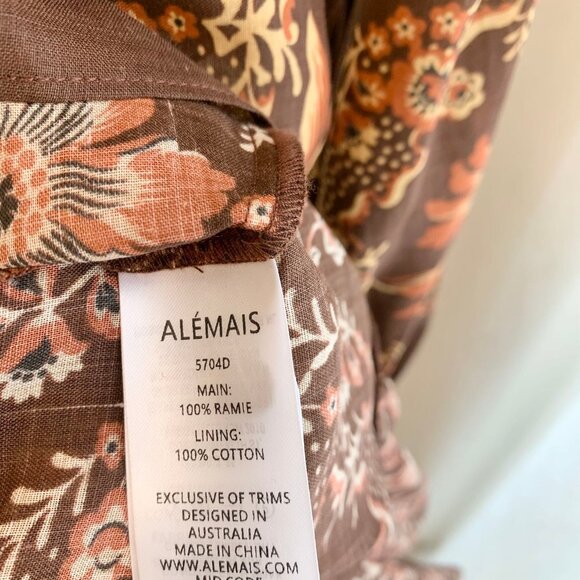 ALÉMAIS
5704D
MAIN:
100% RAMIE
LINING:
100% COTTON
EXCLUSIVE OF TRIMS
DESIGNED IN
AUSTRALIA
MADE IN CHINA
WWW.ALEMAIS.COM